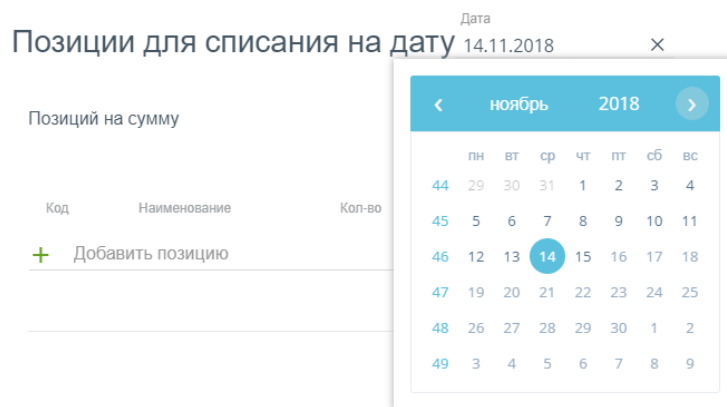 Дата
Позиции для списания на дату 14.11.2018 ×
‹ ноябрь 2018 ›
Позиций на сумму
пн вт ср чт пт сб вс
44 29 30 31 1 2 3 4
Код Наименование Кол-во
45 5 6 7 8 9 10 11
+ Добавить позицию
46 12 13 14 15 16 17 18
47 19 20 21 22 23 24 25
48 26 27 28 29 30 1 2
49 3 4 5 6 7 8 9